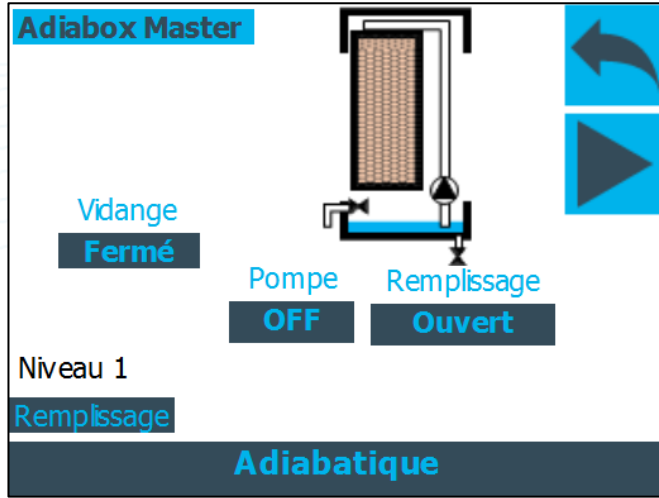 Adiabox Master
Vidange
Fermé
Pompe
OFF
Remplissage
Ouvert
Niveau 1
Remplissage
Adiabatique